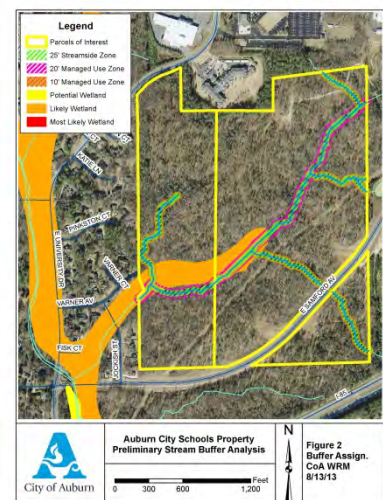 Legend
Parcels of Interest
25' Streamside Zone
20' Managed Use Zone
10' Managed Use Zone
Potential Wetland
Likely Wetland
Most Likely Wetland
KATIE LN
PINKSTON CT
E UNIVERSITY DR
VARNER CT
VARNER AV
FISK CT
JOCKISH ST
E SAMFORD AV
I-85
City of Auburn
Auburn City Schools Property
Preliminary Stream Buffer Analysis
Feet
0 300 600 1,200
N
Figure 2
Buffer Assign.
CoA WRM
8/13/13